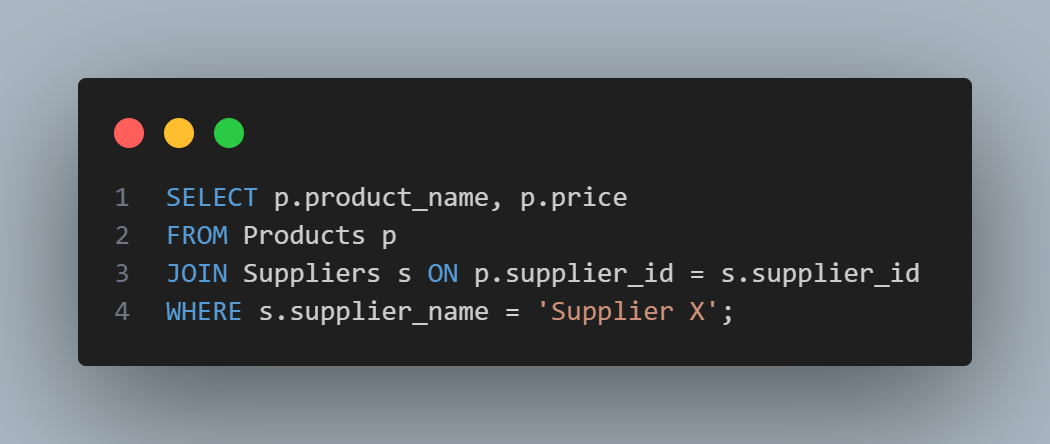 1 SELECT p.product_name, p.price
2 FROM Products p
3 JOIN Suppliers s ON p.supplier_id = s.supplier_id
4 WHERE s.supplier_name = 'Supplier X';